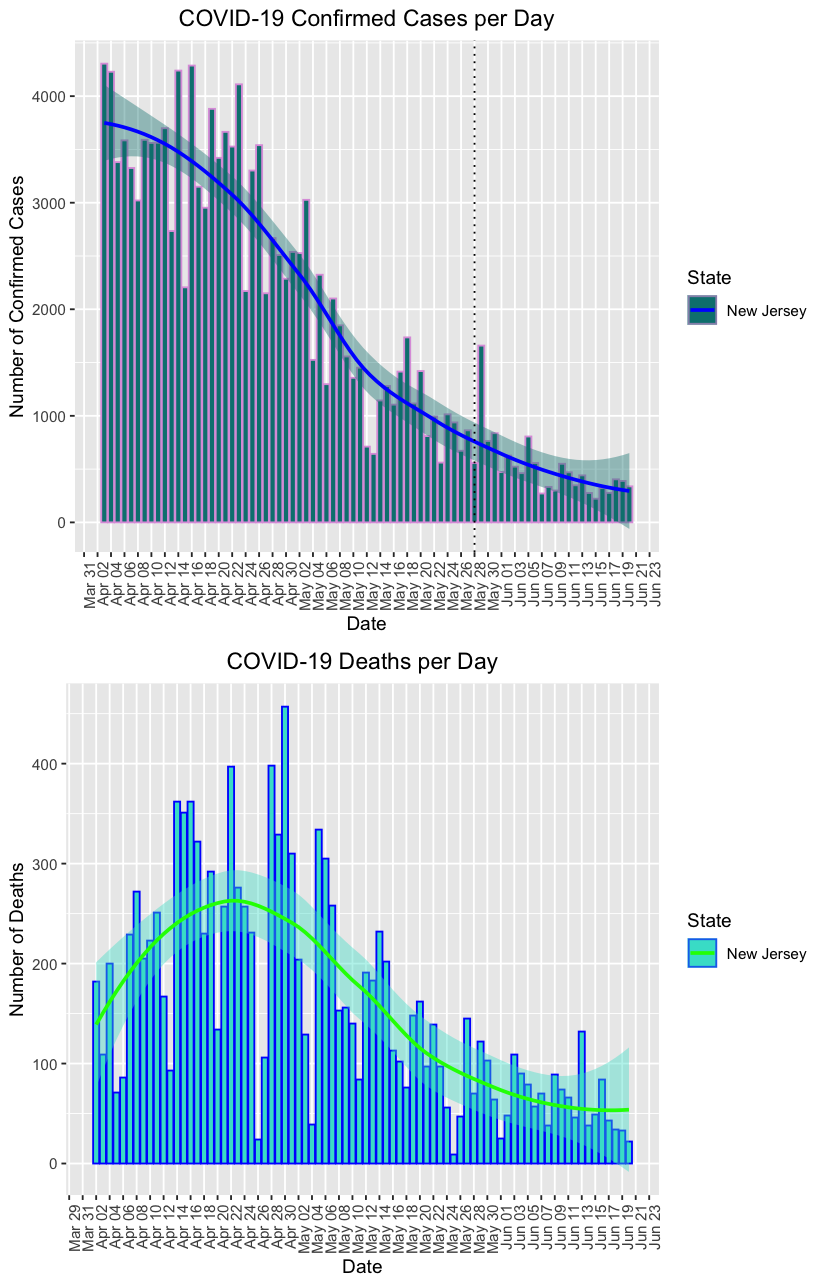 COVID-19 Confirmed Cases per Day
Number of Confirmed Cases
4000
3000
2000
1000
0
Mar 31
Apr 02
Apr 04
Apr 06
Apr 08
Apr 10
Apr 12
Apr 14
Apr 16
Apr 18
Apr 20
Apr 22
Apr 24
Apr 26
Apr 28
Apr 30
May 02
May 04
May 06
May 08
May 10
May 12
May 14
May 16
May 18
May 20
May 22
May 24
May 26
May 28
May 30
Jun 01
Jun 03
Jun 05
Jun 07
Jun 09
Jun 11
Jun 13
Jun 15
Jun 17
Jun 19
Jun 21
Jun 23
Date
State
New Jersey
COVID-19 Deaths per Day
Number of Deaths
400
300
200
100
0
Mar 29
Mar 31
Apr 02
Apr 04
Apr 06
Apr 08
Apr 10
Apr 12
Apr 14
Apr 16
Apr 18
Apr 20
Apr 22
Apr 24
Apr 26
Apr 28
Apr 30
May 02
May 04
May 06
May 08
May 10
May 12
May 14
May 16
May 18
May 20
May 22
May 24
May 26
May 28
May 30
Jun 01
Jun 03
Jun 05
Jun 07
Jun 09
Jun 11
Jun 13
Jun 15
Jun 17
Jun 19
Jun 21
Jun 23
Date
State
New Jersey